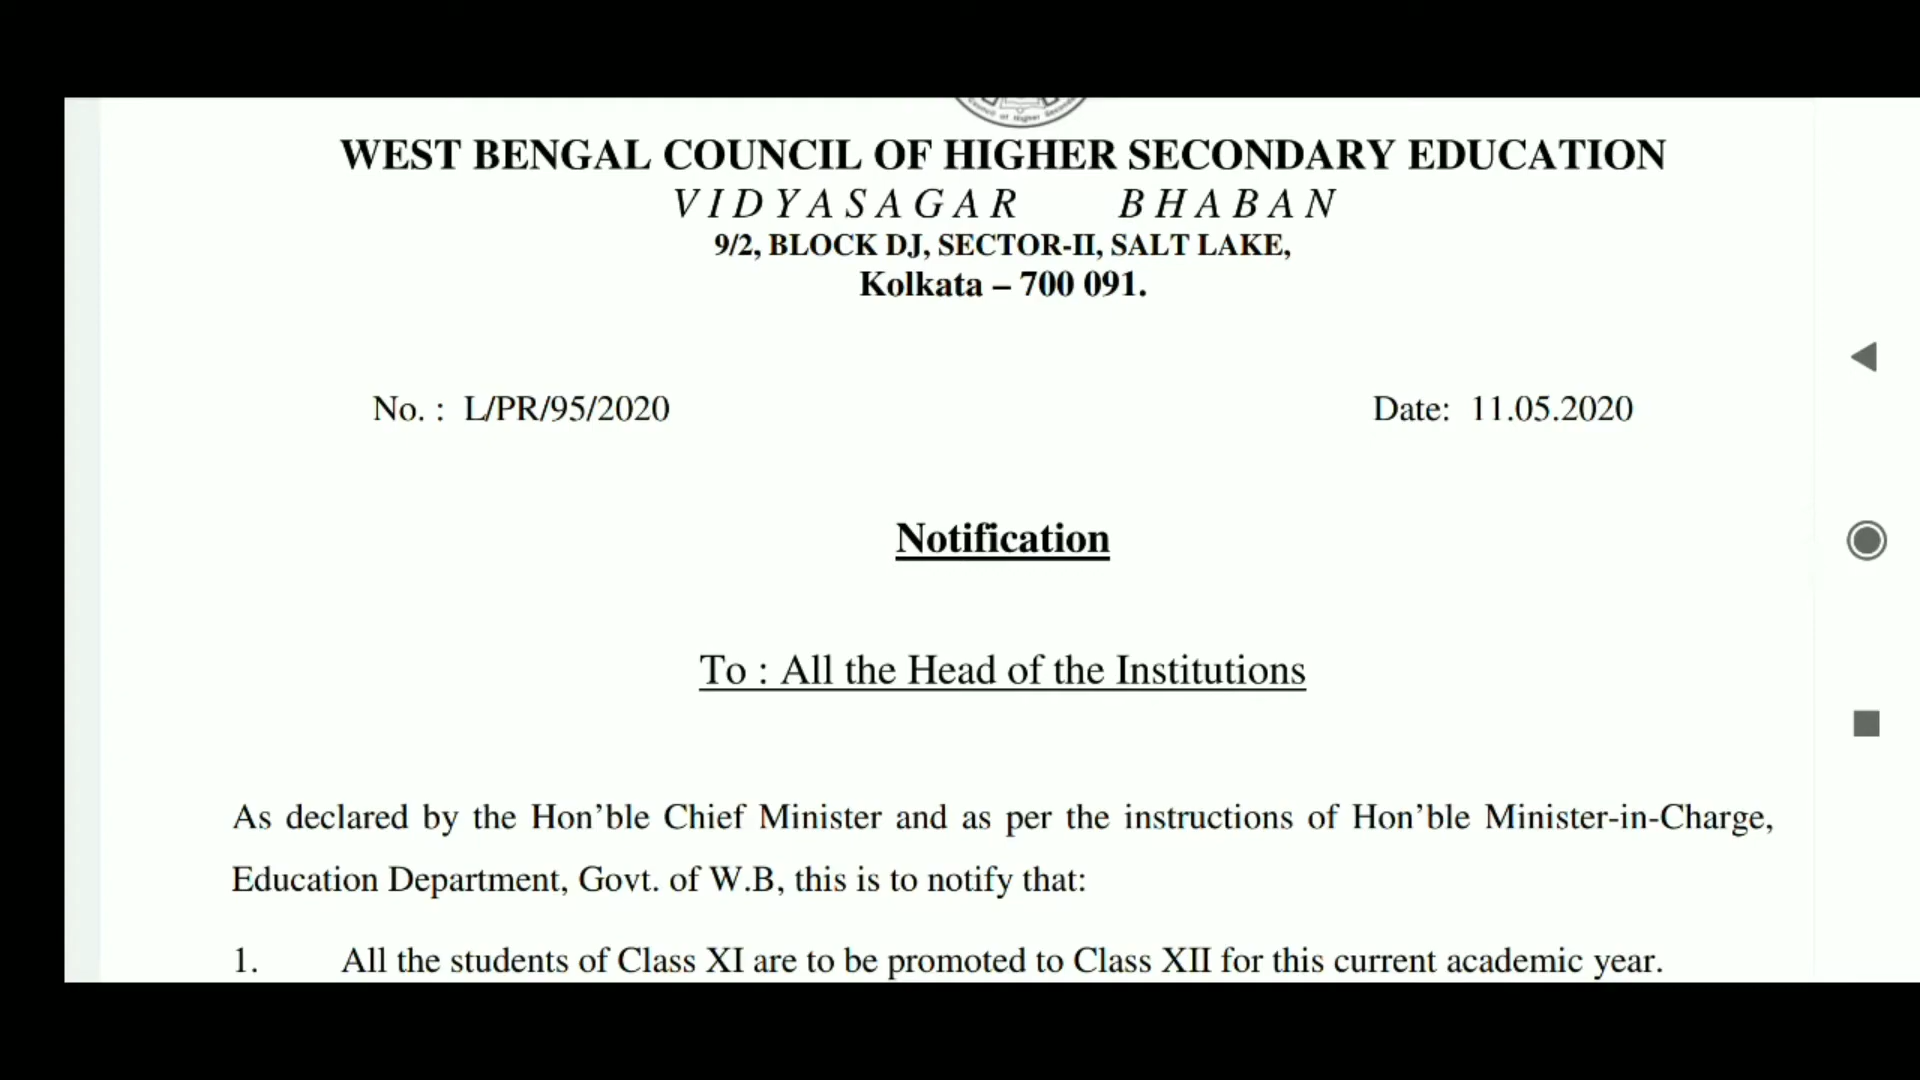 Council of Higher Secondary
WEST BENGAL COUNCIL OF HIGHER SECONDARY EDUCATION
VIDYASAGAR BHABAN
9/2, BLOCK DJ, SECTOR-II, SALT LAKE,
Kolkata – 700 091.
No. : L/PR/95/2020 Date: 11.05.2020
Notification
To : All the Head of the Institutions
As declared by the Hon’ble Chief Minister and as per the instructions of Hon’ble Minister-in-Charge,
Education Department, Govt. of W.B, this is to notify that:
1. All the students of Class XI are to be promoted to Class XII for this current academic year.